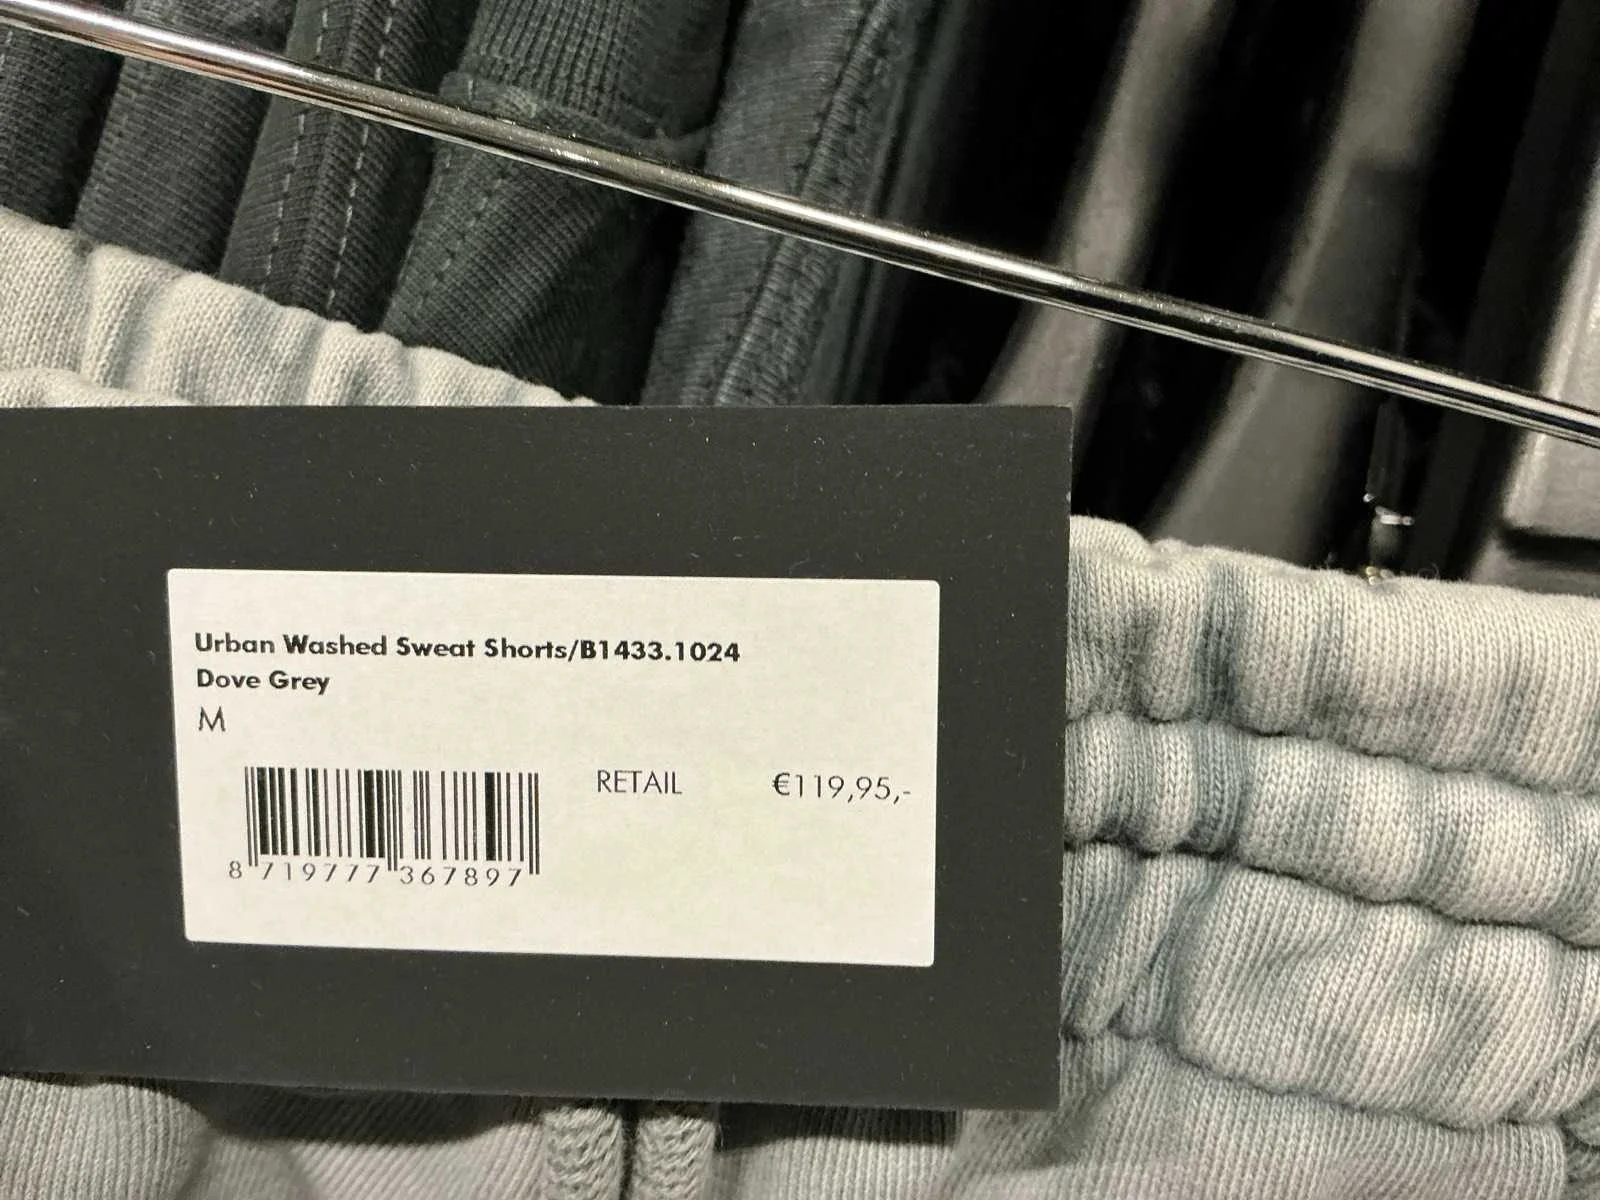 Urban Washed Sweat Shorts/B1433.1024
Dove Grey
M
RETAIL €119,95,-
8 719777 367897